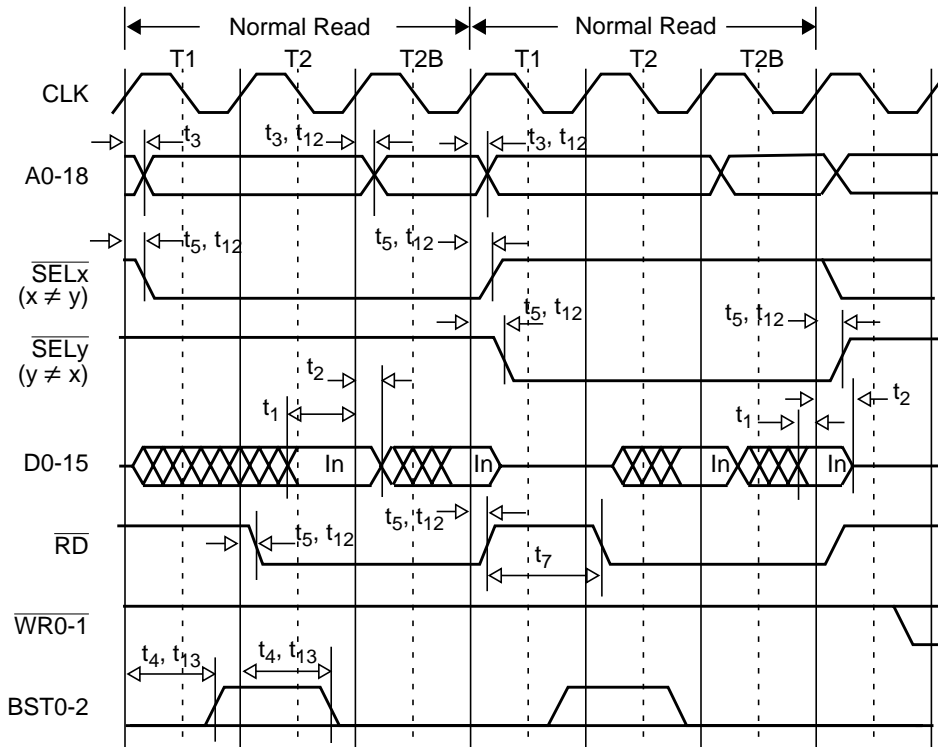 Normal Read Normal Read
T1 T2 T2B T1 T2 T2B
CLK
t3 t3, t12 t3, t12
A0-18
t5, t12 t5, t12
SELx
(x ≠ y)
t5, t12 t5, t12
SELy
(y ≠ x)
t2 t2
t1 t1
D0-15 In In In In
t5, t12 t5, t12
RD
t7
WR0-1
t4, t13 t4, t13
BST0-2